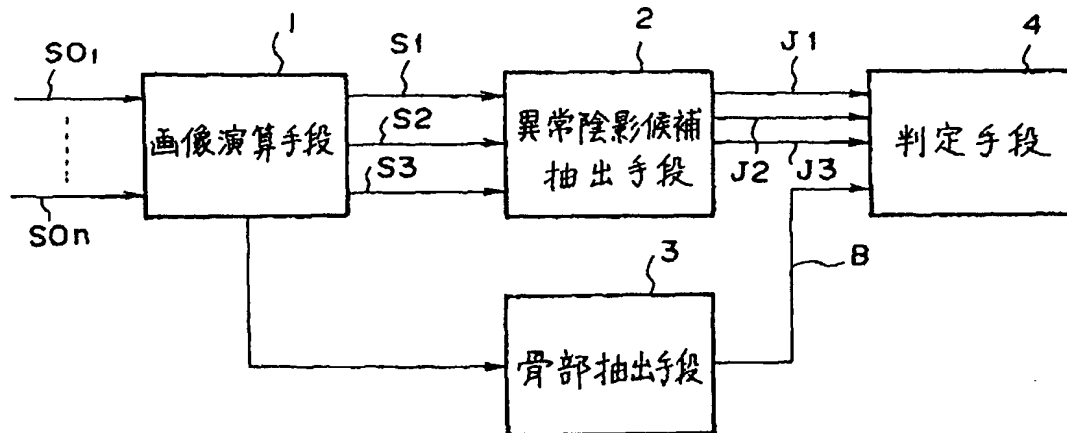 1
2
4
SO1
S1
J1
画像演算手段
S2
異常陰影候補
抽出手段
J2
判定手段
S3
J3
SOn
3
B
骨部抽出手段